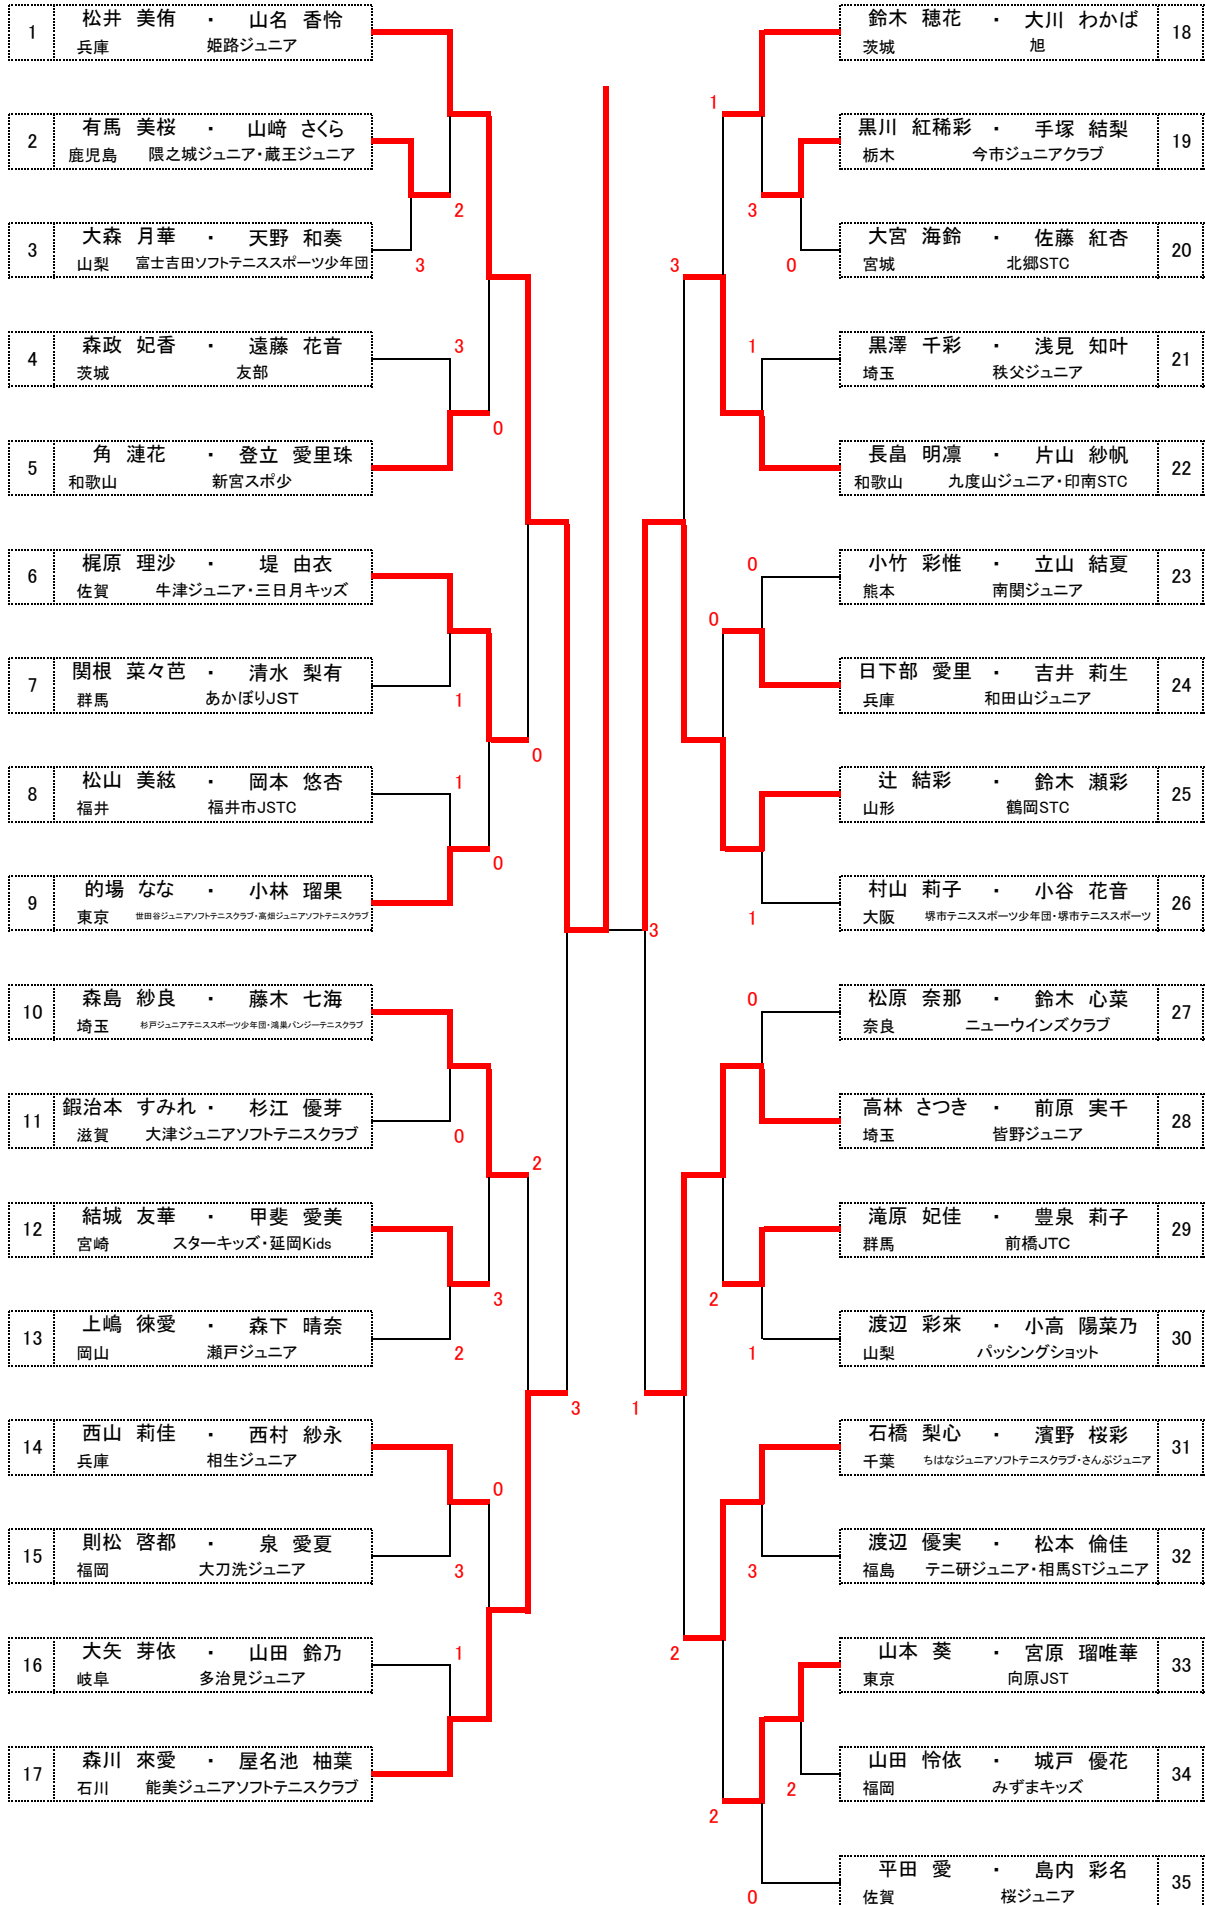 1 松井 美侑 ・ 山名 香怜
兵庫 姫路ジュニア
2 有馬 美桜 ・ 山﨑 さくら
鹿児島 隈之城ジュニア・蔵王ジュニア
2
3 大森 月華 ・ 天野 和奏
山梨 富士吉田ソフトテニススポーツ少年団
3
4 森政 妃香 ・ 遠藤 花音
茨城 友部
3
0
5 角 漣花 ・ 登立 愛里珠
和歌山 新宮スポ少
6 梶原 理沙 ・ 堤 由衣
佐賀 牛津ジュニア・三日月キッズ
7 関根 菜々芭 ・ 清水 梨有
群馬 あかぼりJST
1
0
8 松山 美絃 ・ 岡本 悠杏
福井 福井市JSTC
1
0
9 的場 なな ・ 小林 瑠果
東京 世田谷ジュニアソフトテニスクラブ・高畑ジュニアソフトテニスクラブ
10 森島 紗良 ・ 藤木 七海
埼玉 杉戸ジュニアテニススポーツ少年団・鴻巣パンジーテニスクラブ
11 鍜治本 すみれ ・ 杉江 優芽
滋賀 大津ジュニアソフトテニスクラブ
0
2
12 結城 友華 ・ 甲斐 愛美
宮崎 スターキッズ・延岡Kids
3
13 上嶋 徠愛 ・ 森下 晴奈
岡山 瀬戸ジュニア
2
3
14 西山 莉佳 ・ 西村 紗永
兵庫 相生ジュニア
0
15 則松 啓都 ・ 泉 愛夏
福岡 大刀洗ジュニア
3
16 大矢 芽依 ・ 山田 鈴乃
岐阜 多治見ジュニア
1
17 森川 來愛 ・ 屋名池 柚葉
石川 能美ジュニアソフトテニスクラブ
鈴木 穂花 ・ 大川 わかば 18
茨城 旭
1
黒川 紅稀彩 ・ 手塚 結梨 19
栃木 今市ジュニアクラブ
3
大宮 海鈴 ・ 佐藤 紅杏 20
宮城 北郷STC
3
0
黒澤 千彩 ・ 浅見 知叶 21
埼玉 秩父ジュニア
1
長畠 明凛 ・ 片山 紗帆 22
和歌山 九度山ジュニア・印南STC
小竹 彩惟 ・ 立山 結夏 23
熊本 南関ジュニア
0
0
日下部 愛里 ・ 吉井 莉生 24
兵庫 和田山ジュニア
辻 結彩 ・ 鈴木 瀬彩 25
山形 鶴岡STC
村山 莉子 ・ 小谷 花音 26
大阪 堺市テニススポーツ少年団・堺市テニススポーツ
1
3
松原 奈那 ・ 鈴木 心菜 27
奈良 ニューウインズクラブ
0
高林 さつき ・ 前原 実千 28
埼玉 皆野ジュニア
滝原 妃佳 ・ 豊泉 莉子 29
群馬 前橋JTC
2
渡辺 彩來 ・ 小高 陽菜乃 30
山梨 パッシングショット
1
1
石橋 梨心 ・ 濱野 桜彩 31
千葉 ちはなジュニアソフトテニスクラブ・さんぶジュニア
渡辺 優実 ・ 松本 倫佳 32
福島 テニ研ジュニア・相馬STジュニア
3
2
山本 葵 ・ 宮原 瑠唯華 33
東京 向原JST
山田 怜依 ・ 城戸 優花 34
福岡 みずまキッズ
2
2
平田 愛 ・ 島内 彩名 35
佐賀 桜ジュニア
0